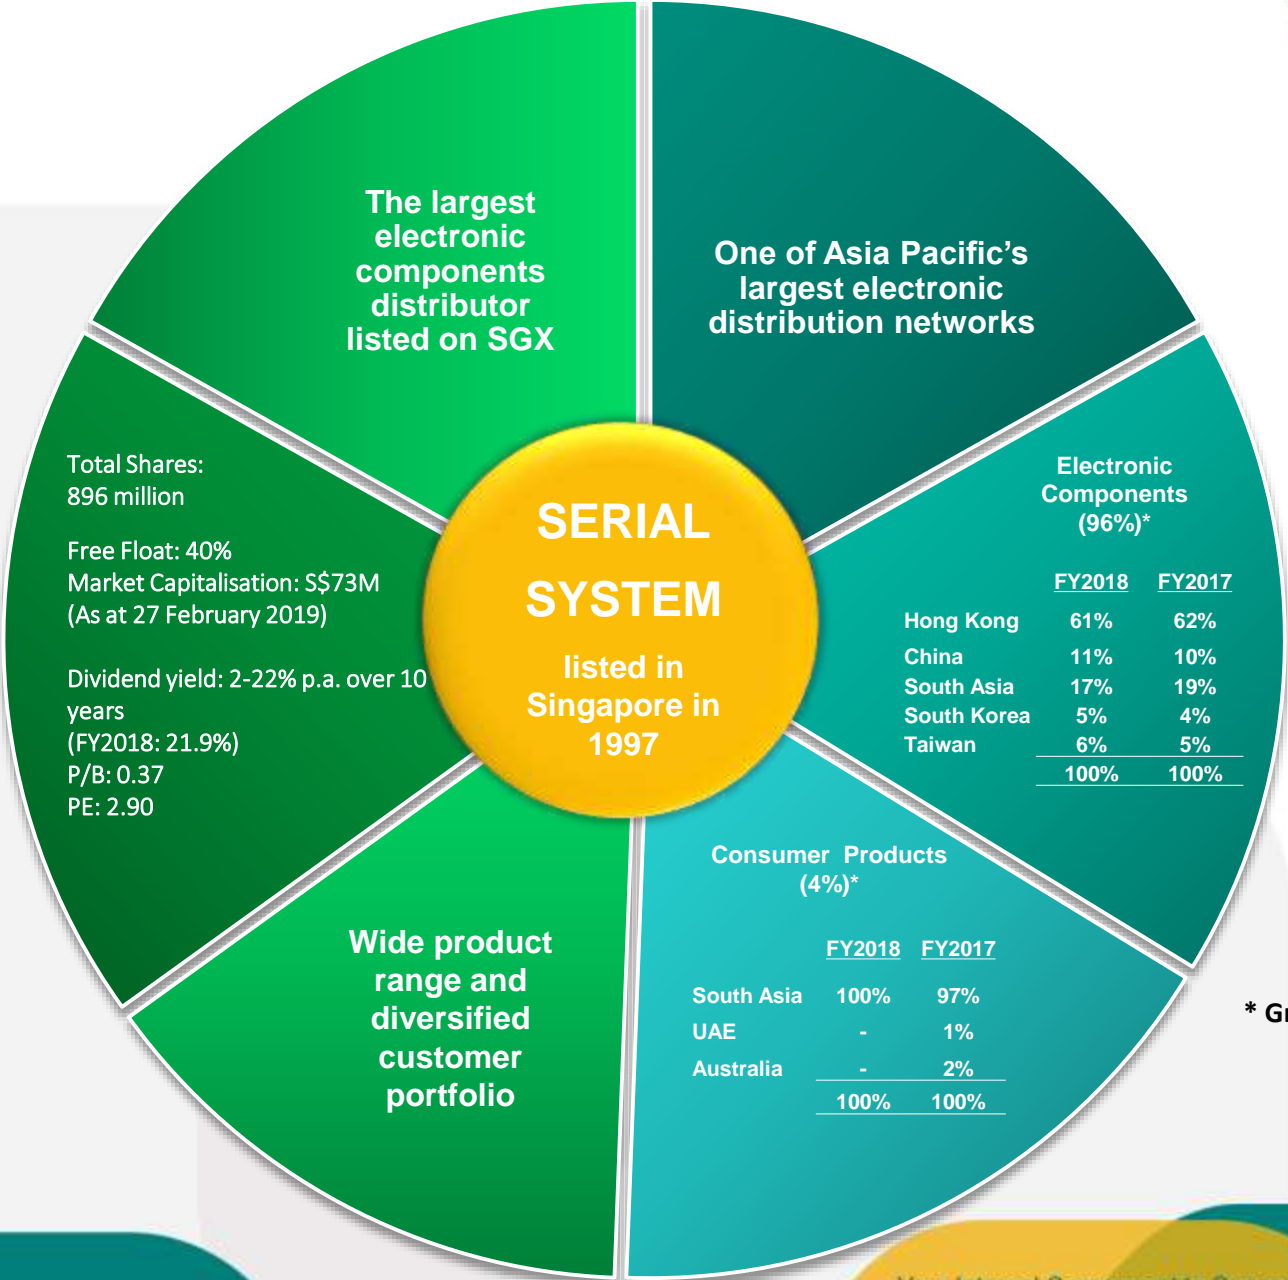 The largest
electronic
components
distributor
listed on SGX
One of Asia Pacific's
largest electronic
distribution networks
Total Shares:
896 million
Free Float: 40%
Market Capitalisation: S$73M
(As at 27 February 2019)
Dividend yield: 2-22% p.a. over 10
years
(FY2018: 21.9%)
P/B: 0.37
PE: 2.90
SERIAL
SYSTEM
listed in
Singapore in
1997
Electronic
Components
(96%)*
FY2018 FY2017
Hong Kong 61% 62%
China 11% 10%
South Asia 17% 19%
South Korea 5% 4%
Taiwan 6% 5%
100% 100%
Wide product
range and
diversified
customer
portfolio
Consumer Products
(4%)*
FY2018 FY2017
South Asia 100% 97%
UAE - 1%
Australia - 2%
100% 100%
*